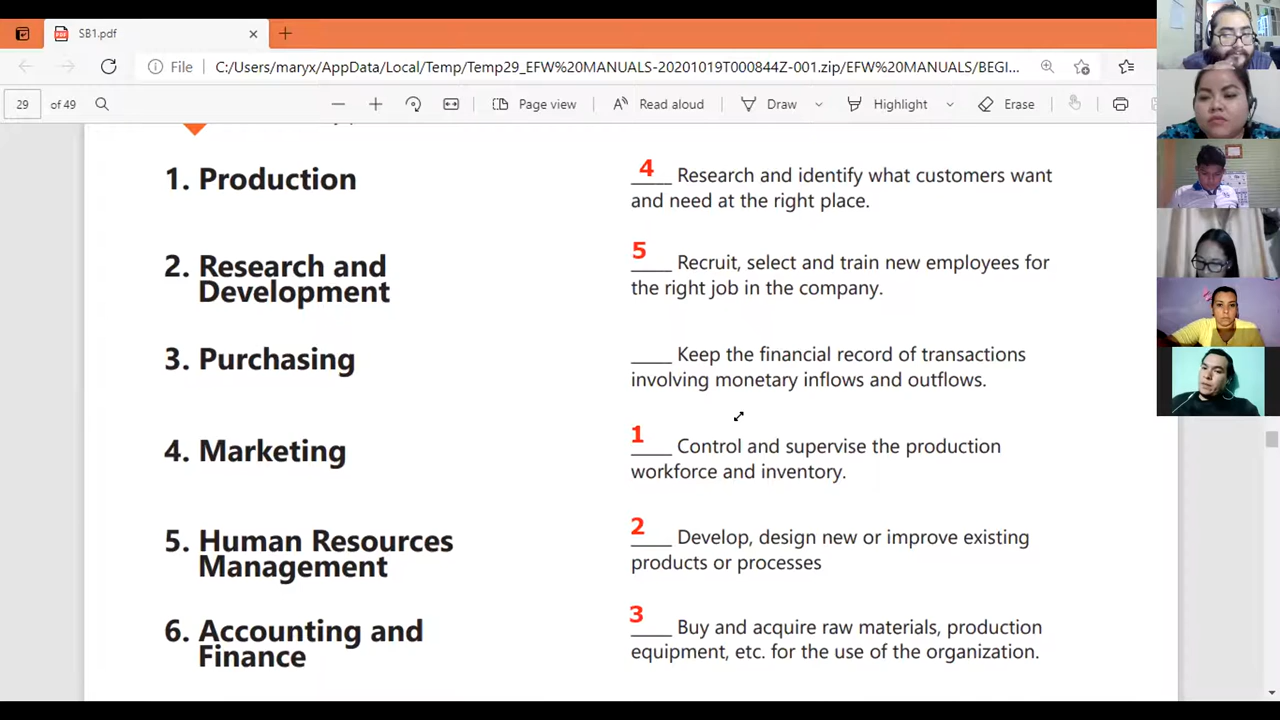 SB1.pdf
File C:/Users/maryx/AppData/Local/Temp/Temp29_EFW%20MANUALS-20201019T000844Z-001.zip/EFW%20MANUALS/BEGI...
29 of 49 Page view Read aloud Draw Highlight Erase
1. Production
4 Research and identify what customers want
and need at the right place.
2. Research and
Development
5 Recruit, select and train new employees for
the right job in the company.
3. Purchasing
____ Keep the financial record of transactions
involving monetary inflows and outflows.
4. Marketing
1 Control and supervise the production
workforce and inventory.
5. Human Resources
Management
2 Develop, design new or improve existing
products or processes
6. Accounting and
Finance
3 Buy and acquire raw materials, production
equipment, etc. for the use of the organization.